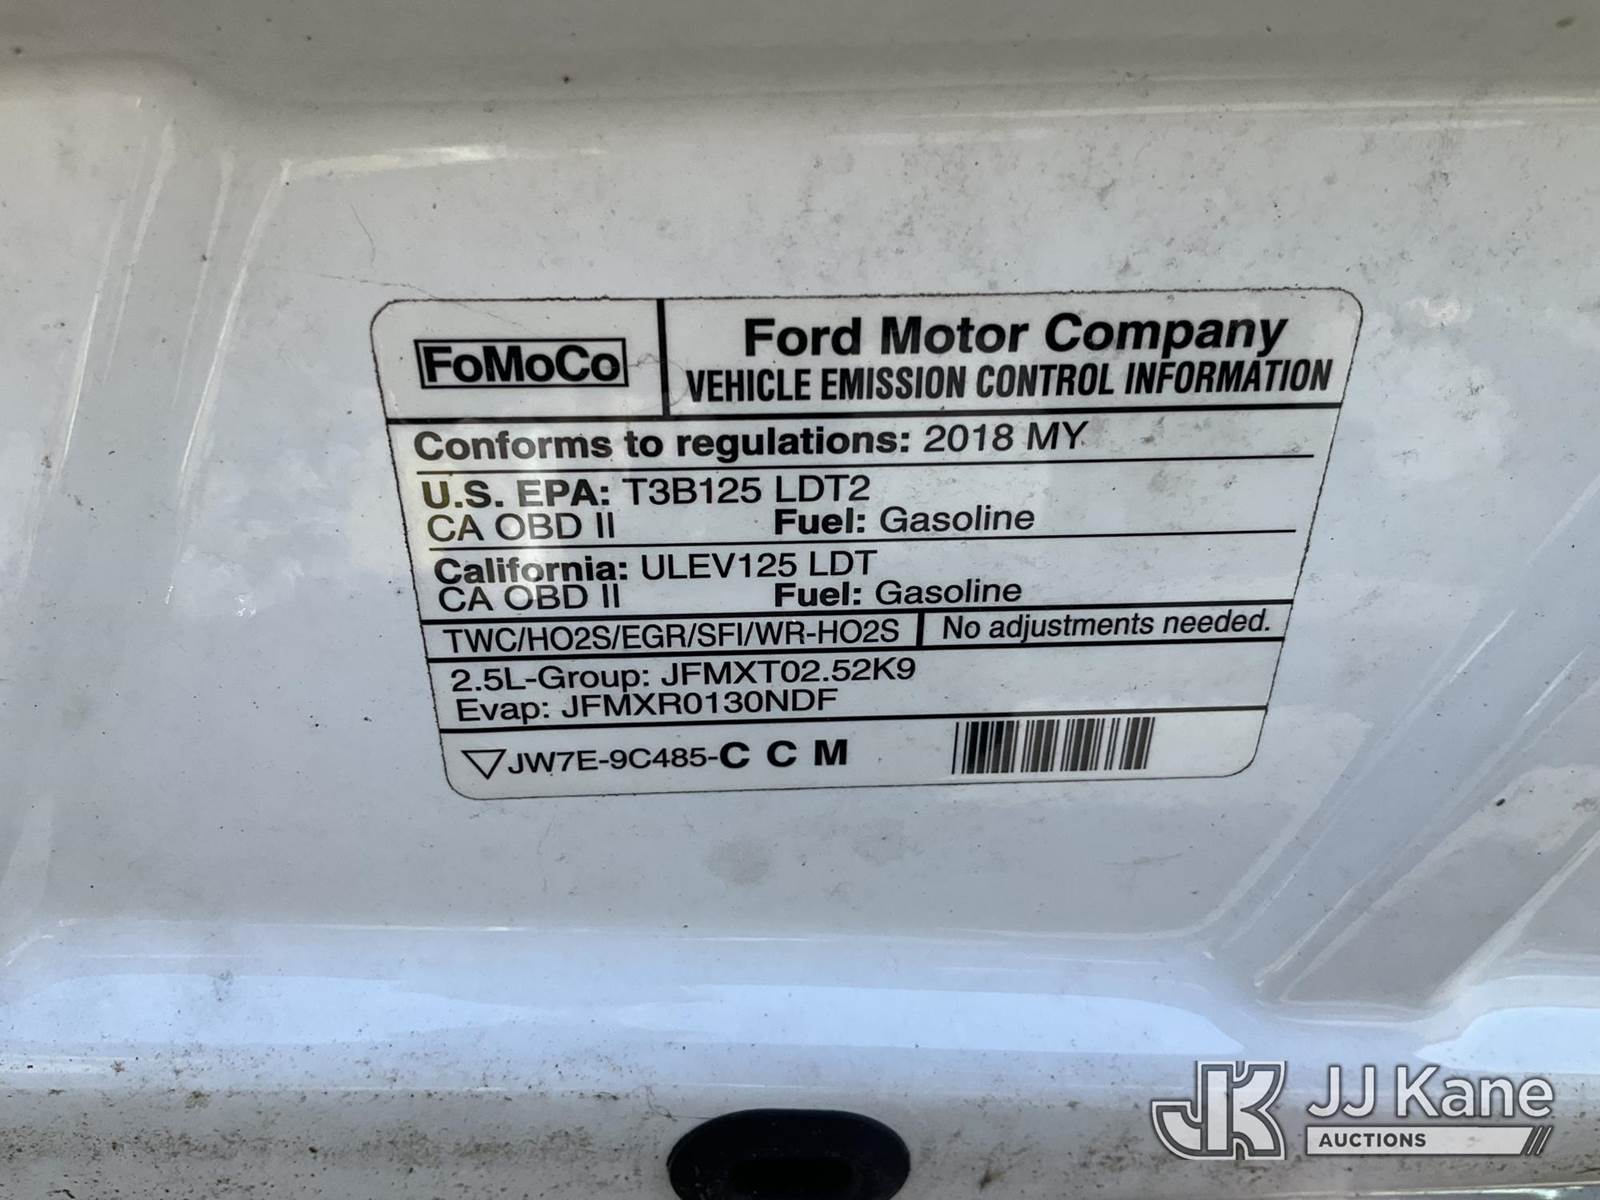 FoMoCo
Ford Motor Company
VEHICLE EMISSION CONTROL INFORMATION
Conforms to regulations: 2018 MY
U.S. EPA: T3B125 LDT2
CA OBD II Fuel: Gasoline
California: ULEV125 LDT
CA OBD II Fuel: Gasoline
TWC/HO2S/EGR/SFI/WR-HO2S No adjustments needed.
2.5L-Group: JFMXT02.52K9
Evap: JFMXR0130NDF
JW7E-9C485-C C M
JK JJ Kane
AUCTIONS